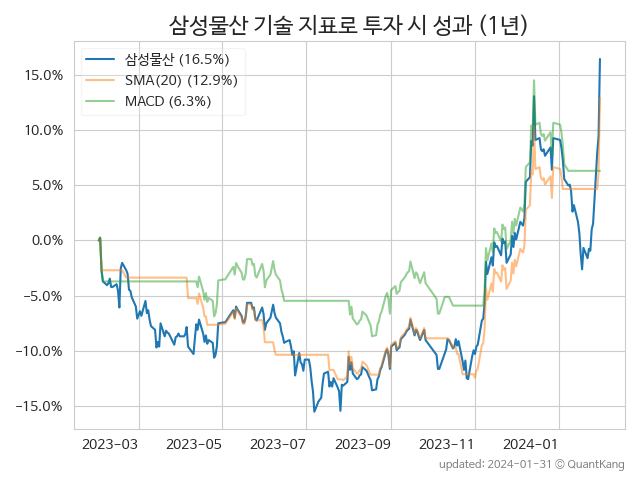 삼성물산 기술 지표로 투자 시 성과 (1년)
삼성물산 (16.5%)
SMA(20) (12.9%)
MACD (6.3%)
15.0%
10.0%
5.0%
0.0%
−5.0%
−10.0%
−15.0%
2023-03 2023-05 2023-07 2023-09 2023-11 2024-01
updated: 2024-01-31 © QuantKang